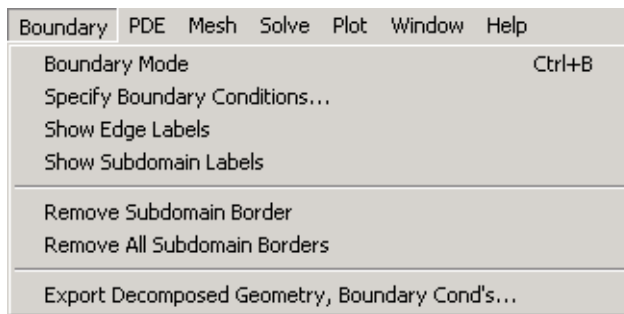 Boundary PDE Mesh Solve Plot Window Help
Boundary Mode Ctrl+B
Specify Boundary Conditions...
Show Edge Labels
Show Subdomain Labels
Remove Subdomain Border
Remove All Subdomain Borders
Export Decomposed Geometry, Boundary Cond's...